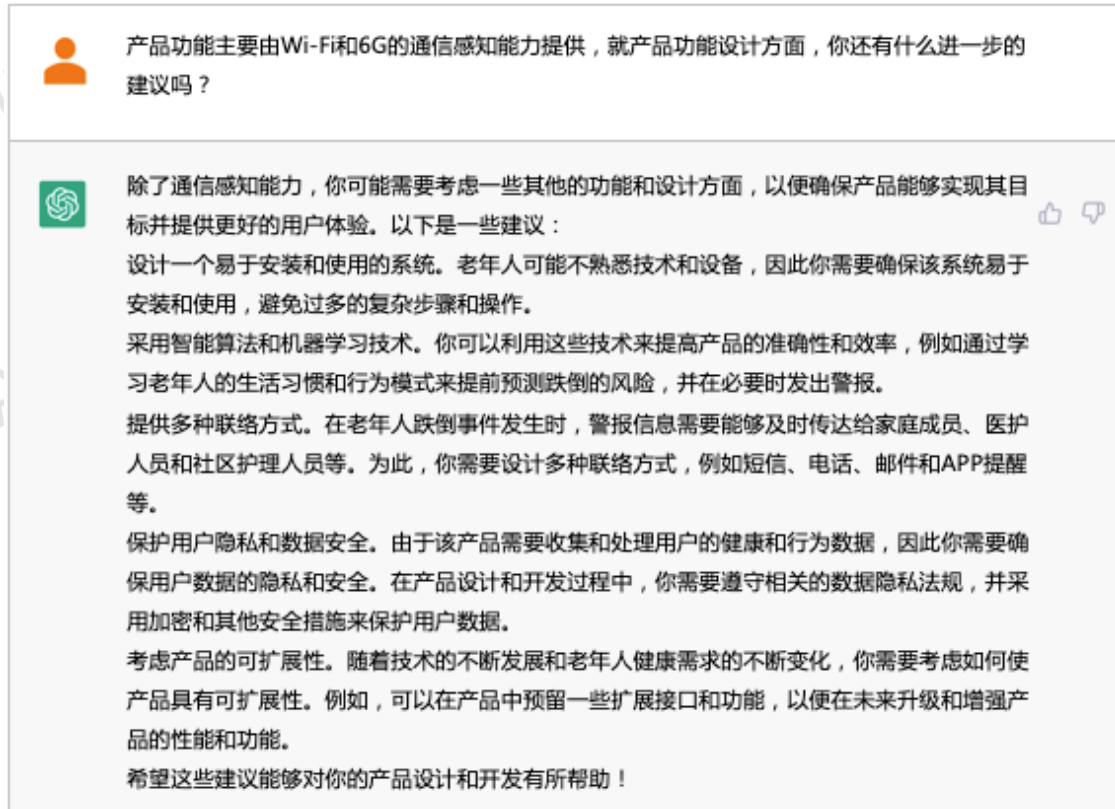 产品功能主要由Wi-Fi和6G的通信感知能力提供，就产品功能设计方面，你还有什么进一步的
建议吗？
除了通信感知能力，你可能需要考虑一些其他的功能和设计方面，以便确保产品能够实现其目
标并提供更好的用户体验。以下是一些建议：
设计一个易于安装和使用的系统。老年人可能不熟悉技术和设备，因此你需要确保该系统易于
安装和使用，避免过多的复杂步骤和操作。
采用智能算法和机器学习技术。你可以利用这些技术来提高产品的准确性和效率，例如通过学
习老年人的生活习惯和行为模式来提前预测跌倒的风险，并在必要时发出警报。
提供多种联络方式。在老年人跌倒事件发生时，警报信息需要能够及时传达给家庭成员、医护
人员和社区护理人员等。为此，你需要设计多种联络方式，例如短信、电话、邮件和APP提醒
等。
保护用户隐私和数据安全。由于该产品需要收集和处理用户的健康和行为数据，因此你需要确
保用户数据的隐私和安全。在产品设计和开发过程中，你需要遵守相关的数据隐私法规，并采
用加密和其他安全措施来保护用户数据。
考虑产品的可扩展性。随着技术的不断发展和老年人健康需求的不断变化，你需要考虑如何使
产品具有可扩展性。例如，可以在产品中预留一些扩展接口和功能，以便在未来升级和增强产
品的性能和功能。
希望这些建议能够对你的产品设计和开发有所帮助！